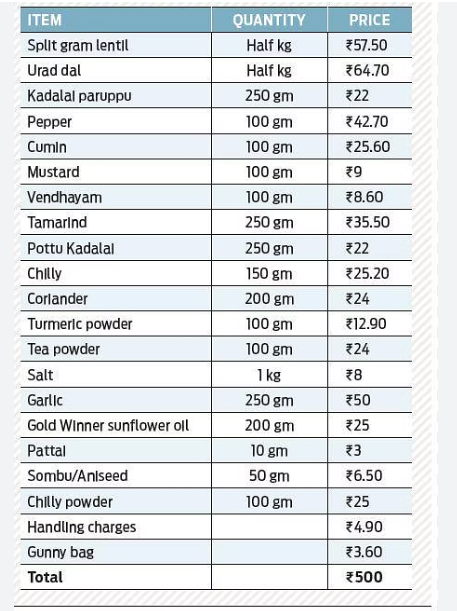 ITEM QUANTITY PRICE
Split gram lentil Half kg ₹57.50
Urad dal Half kg ₹64.70
Kadalai paruppu 250 gm ₹22
Pepper 100 gm ₹42.70
Cumin 100 gm ₹25.60
Mustard 100 gm ₹9
Vendhayam 100 gm ₹8.60
Tamarind 250 gm ₹35.50
Pottu Kadalai 250 gm ₹22
Chilly 150 gm ₹25.20
Coriander 200 gm ₹24
Turmeric powder 100 gm ₹12.90
Tea powder 100 gm ₹24
Salt 1 kg ₹8
Garlic 250 gm ₹50
Gold Winner sunflower oil 200 gm ₹25
Pattai 10 gm ₹3
Sombu/Aniseed 50 gm ₹6.50
Chilly powder 100 gm ₹25
Handling charges ₹4.90
Gunny bag ₹3.60
Total ₹500